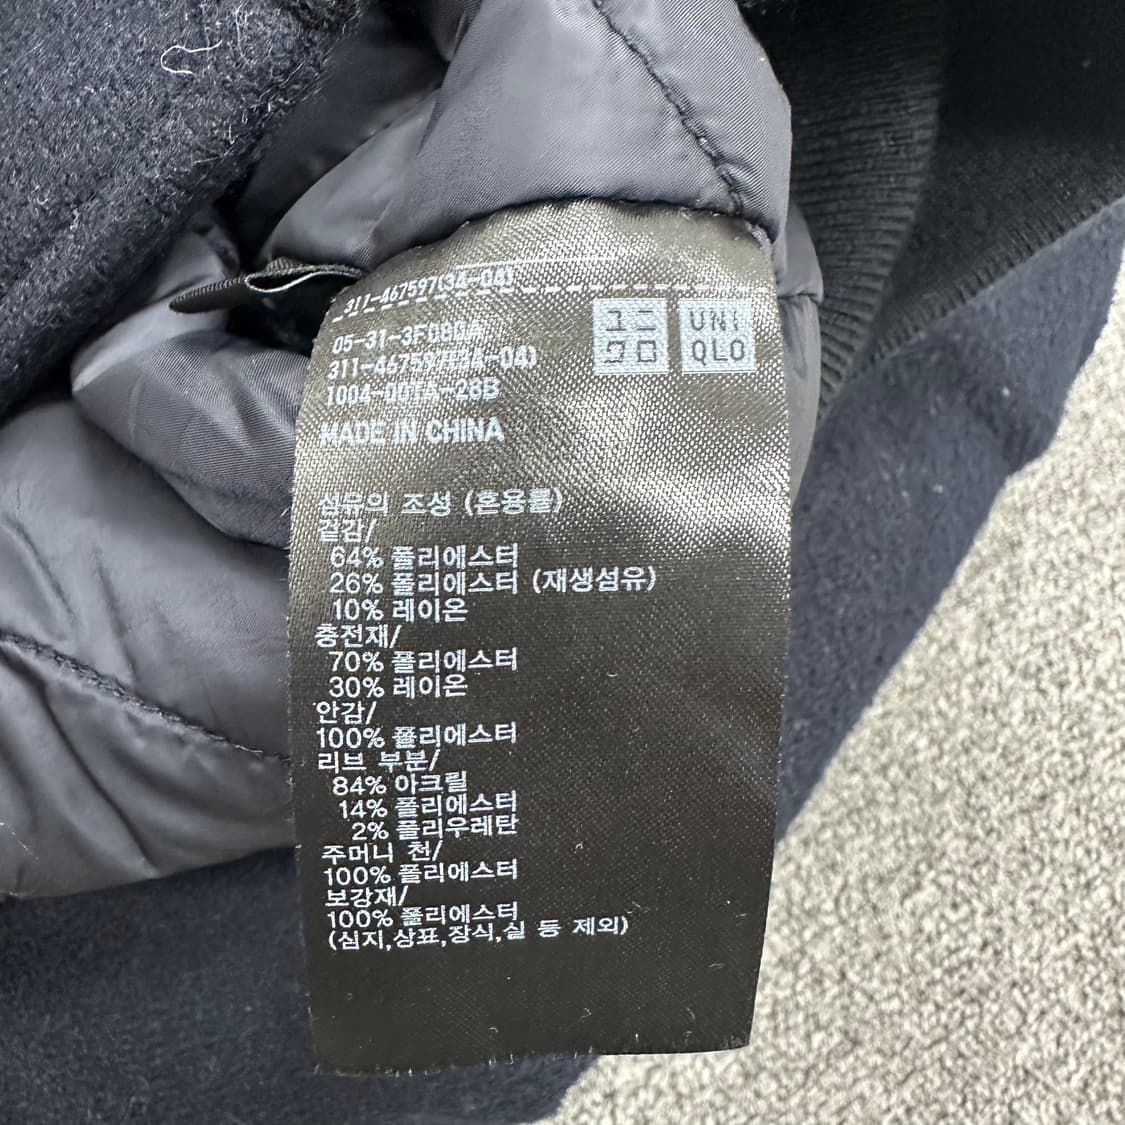 311-467597(34-04)
05-31-3F080A
311-467597(34-04)
1004-001A-28B
ユニ
クロ
UNI
QLO
MADE IN CHINA
섬유의 조성 (혼용률)
겉감/
64% 폴리에스터
26% 폴리에스터 (재생섬유)
10% 레이온
충전재/
70% 폴리에스터
30% 레이온
안감/
100% 폴리에스터
리브 부분/
84% 아크릴
14% 폴리에스터
2% 폴리우레탄
주머니 천/
100% 폴리에스터
보강재/
100% 폴리에스터
(심지,상표,장식,실 등 제외)